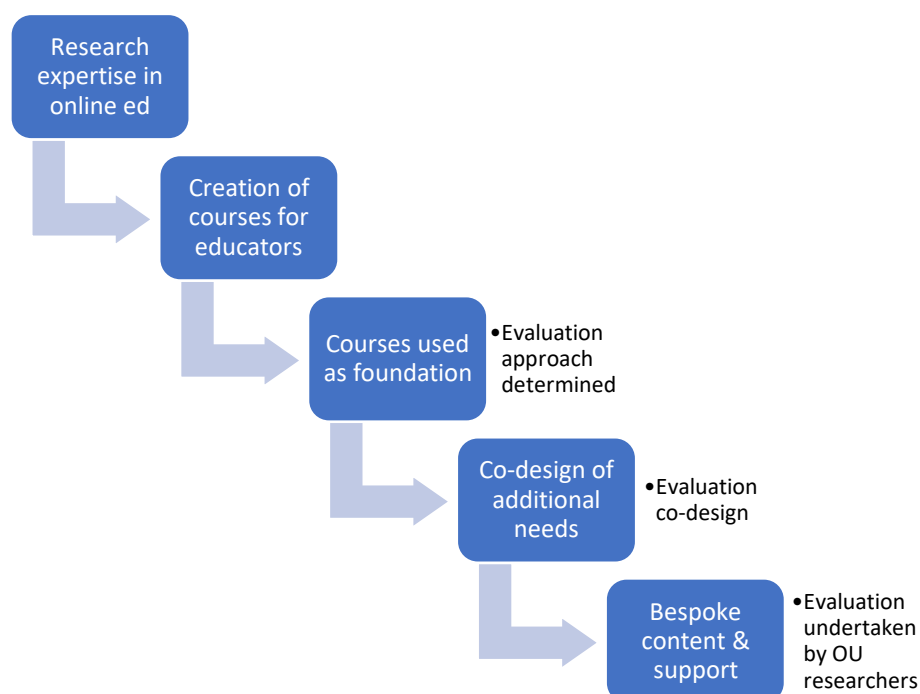 Research
expertise in
online ed
Creation of
courses for
educators
Courses used
as foundation
•Evaluation
approach
determined
Co-design of
additional
needs
•Evaluation
co-design
Bespoke
content &
support
•Evaluation
undertaken
by OU
researchers